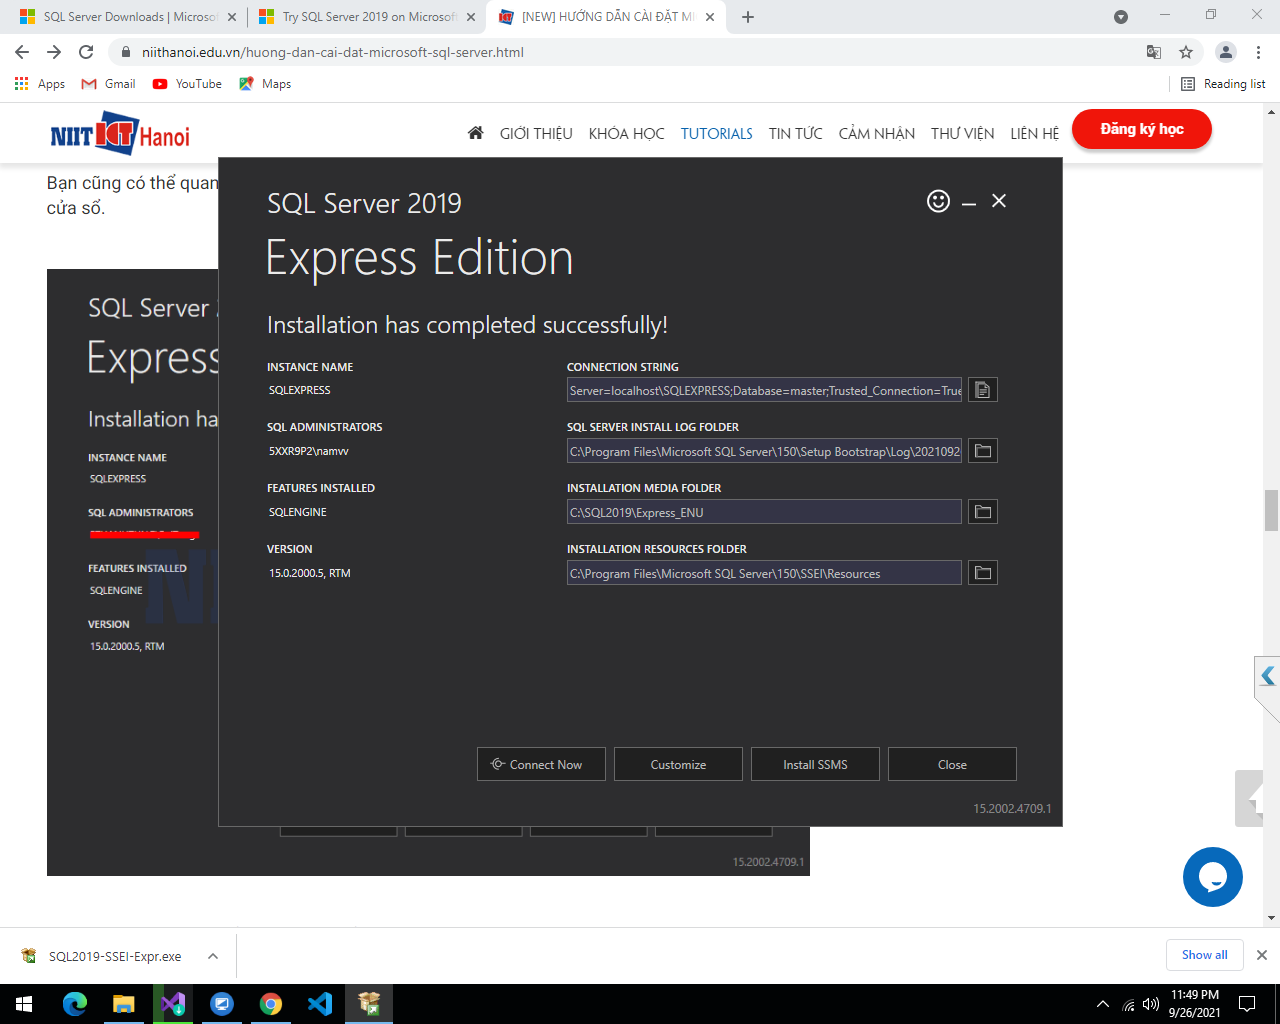 SQL Server Downloads | Microso
Try SQL Server 2019 on Microsoft
[NEW] HƯỚNG DẪN CÀI ĐẶT MI
niithanoi.edu.vn/huong-dan-cai-dat-microsoft-sql-server.html
Apps
Gmail
YouTube
Maps
Reading list
NIIT ICT Hanoi
GIỚI THIỆU
KHÓA HỌC
TUTORIALS
TIN TỨC
CẢM NHẬN
THƯ VIỆN
LIÊN HỆ
Đăng ký học
Bạn cũng có thể quan
cửa sổ.
SQL Server 2
Express
Installation ha
INSTANCE NAME
SQLEXPRESS
SQL ADMINISTRATORS
FEATURES INSTALLED
SQLENGINE
VERSION
15.0.2000.5, RTM
15.2002.4709.1
SQL Server 2019
Express Edition
Installation has completed successfully!
INSTANCE NAME
SQLEXPRESS
SQL ADMINISTRATORS
5XXR9P2\namvv
FEATURES INSTALLED
SQLENGINE
VERSION
15.0.2000.5, RTM
CONNECTION STRING
Server=localhost\SQLEXPRESS;Database=master;Trusted_Connection=True
SQL SERVER INSTALL LOG FOLDER
C:\Program Files\Microsoft SQL Server\150\Setup Bootstrap\Log\2021092
INSTALLATION MEDIA FOLDER
C:\SQL2019\Express_ENU
INSTALLATION RESOURCES FOLDER
C:\Program Files\Microsoft SQL Server\150\SSEI\Resources
Connect Now
Customize
Install SSMS
Close
15.2002.4709.1
SQL2019-SSEI-Expr.exe
Show all
11:49 PM
9/26/2021